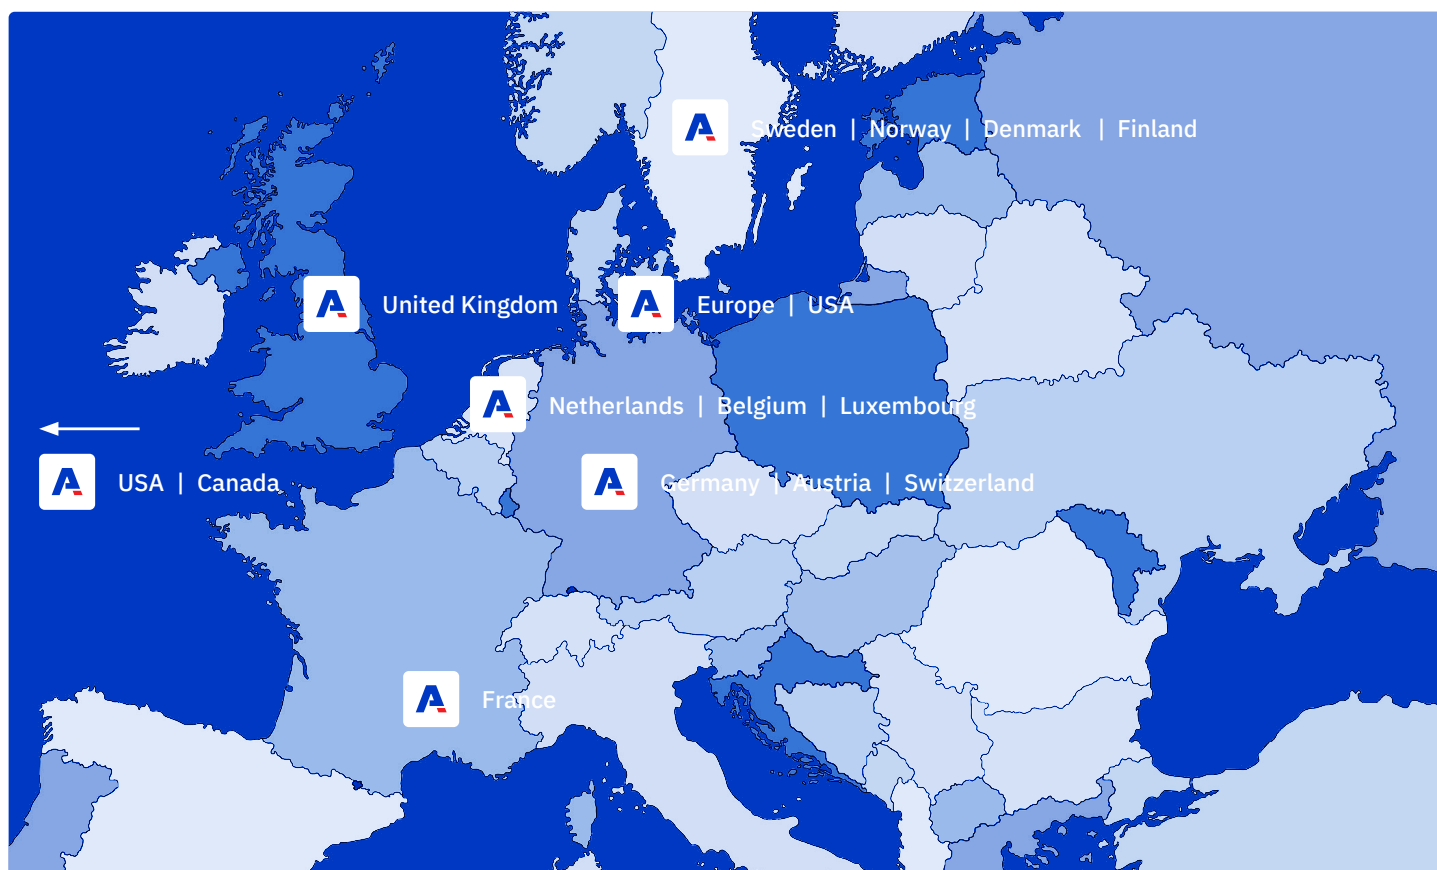 Sweden | Norway | Denmark | Finland
United Kingdom
Europe | USA
Netherlands | Belgium | Luxembourg
USA | Canada
Germany | Austria | Switzerland
France